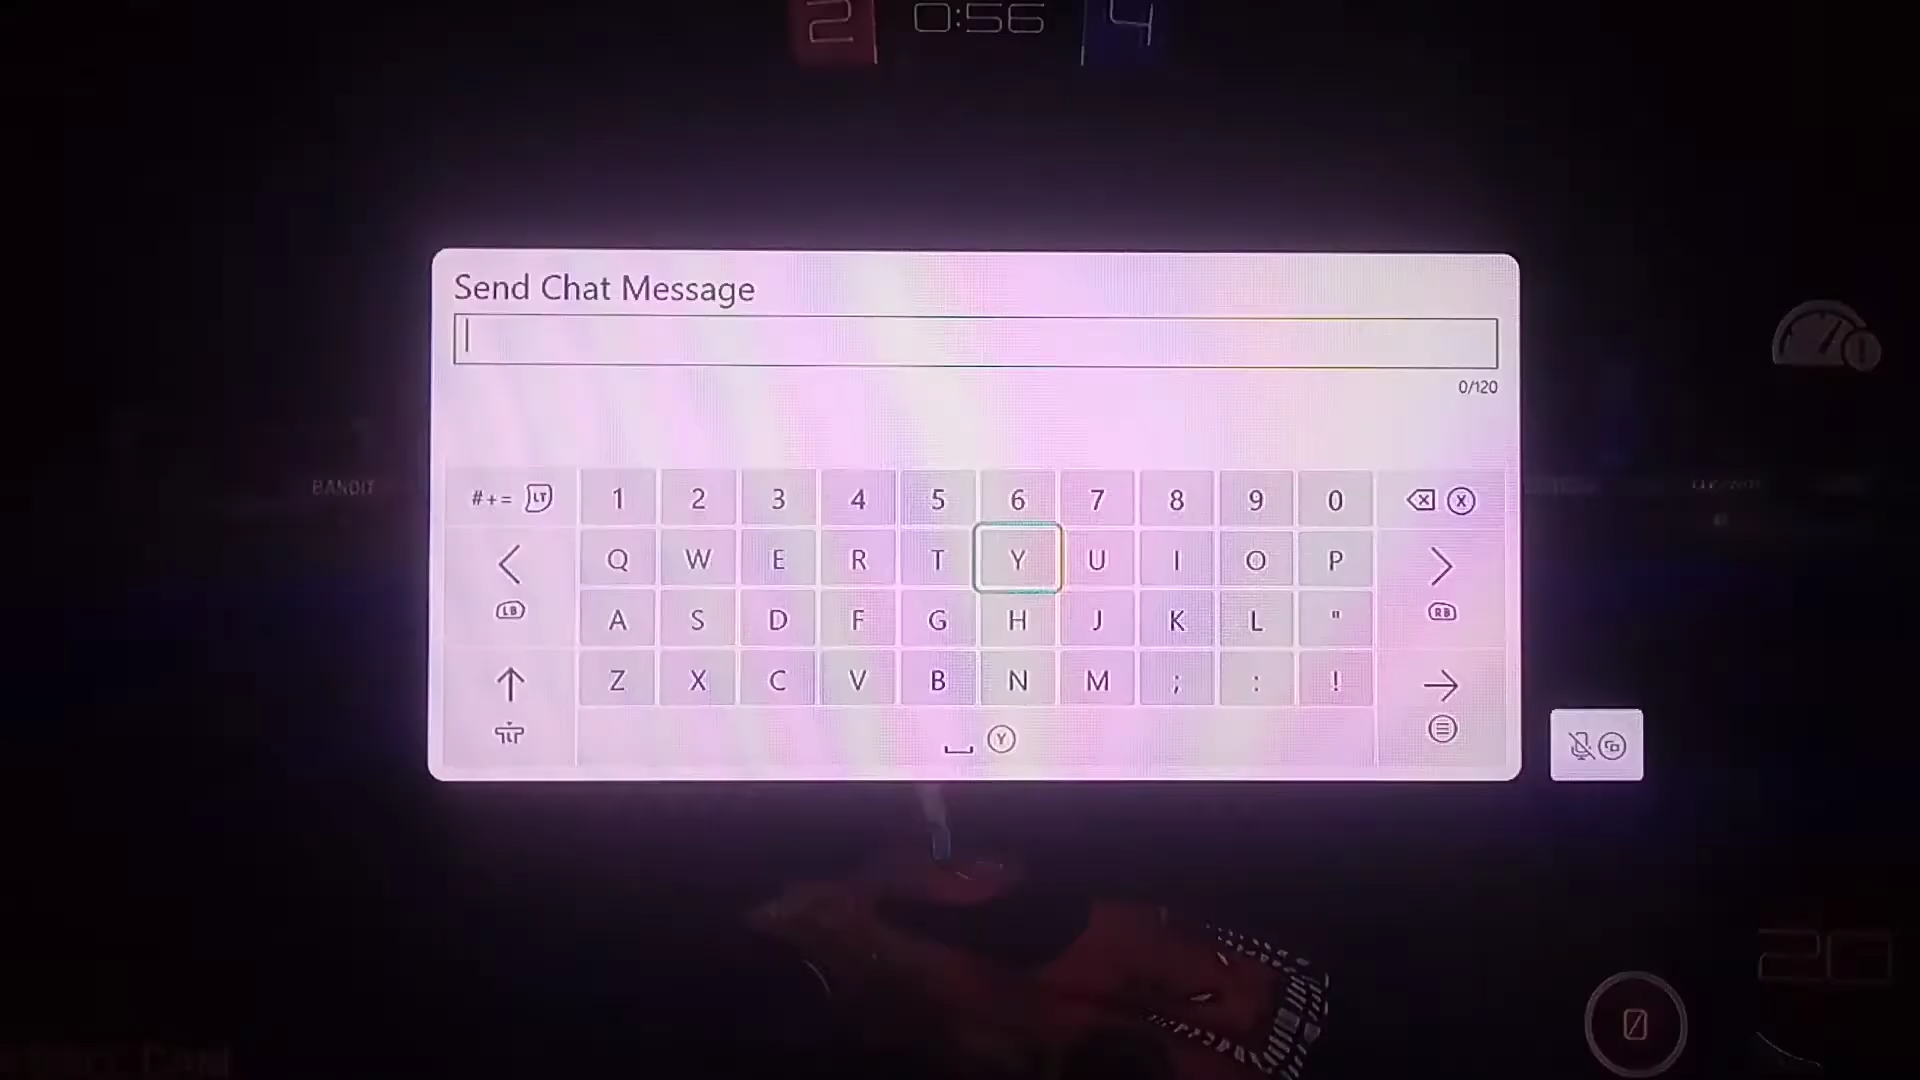 2 0:56 4
Send Chat Message
0/120
BANDIT
#+= LT 1 2 3 4 5 6 7 8 9 0 X
Q W E R T Y U I O P
LB A S D F G H J K L " RB
Z X C V B N M ; : !
Y
0